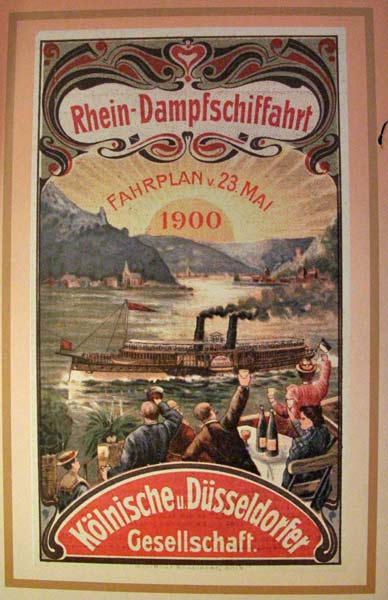 Rhein-Dampfschiffahrt
FAHRPLAN v. 23. MAI
1900
Kölnische u. Düsseldorfer
Gesellschaft.